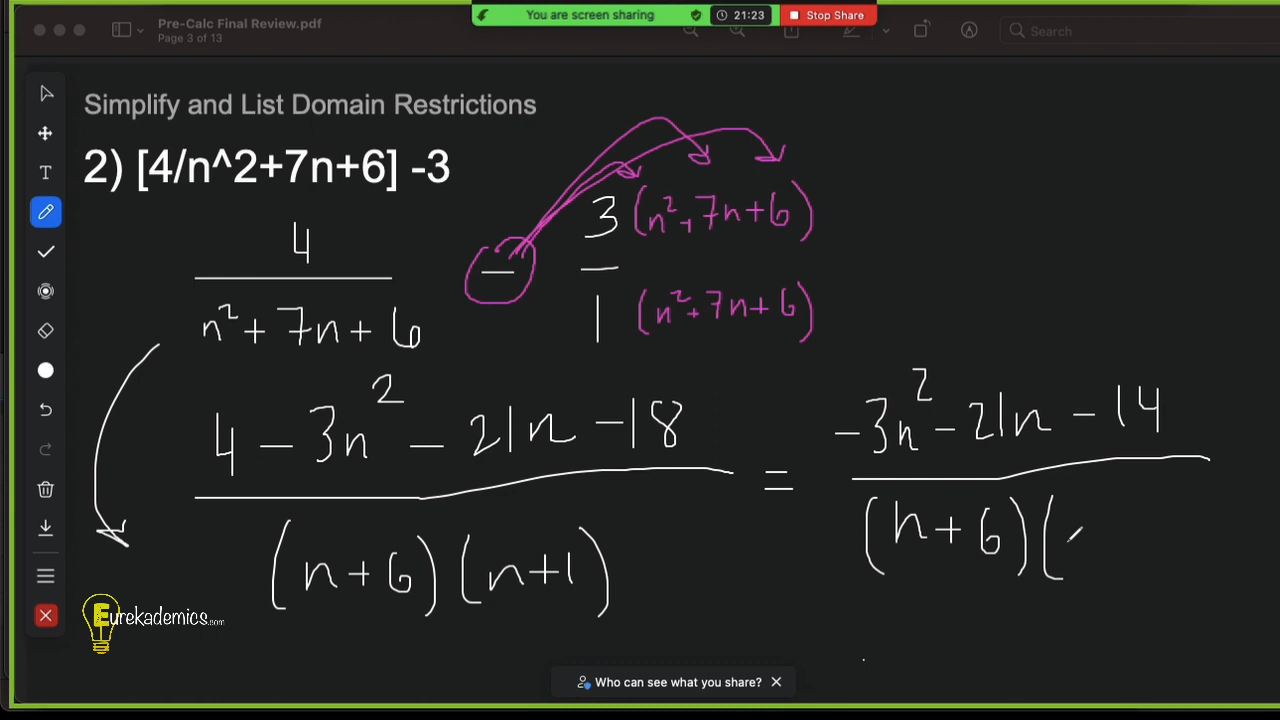 Pre-Calc Final Review.pdf
Page 3 of 13
You are screen sharing 21:23 Stop Share
Search
Simplify and List Domain Restrictions
2) [4/n^2+7n+6] -3
4 − 3 (n²+7n+6)
n²+7n+6 1 (n²+7n+6)
4 − 3n² − 21n − 18 = −3n² − 21n − 14
(n+6)(n+1) (n+6)(
Eurekademics.com
Who can see what you share?